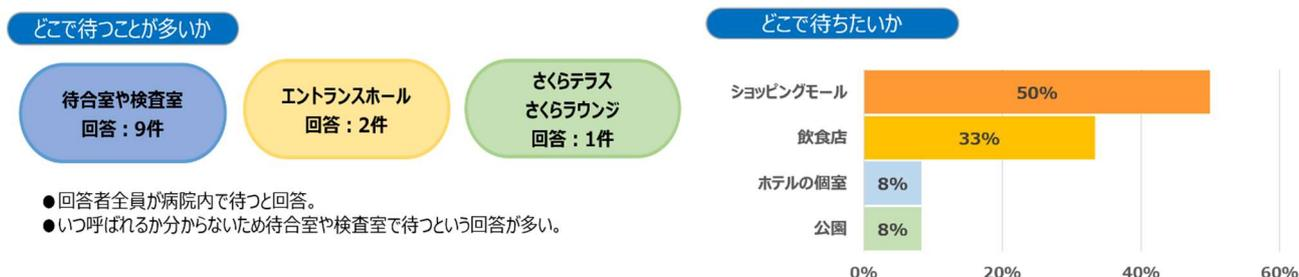 どこで待つことが多いか
待合室や検査室
回答：9件
エントランスホール
回答：2件
さくらテラス
さくらラウンジ
回答：1件
●回答者全員が病院内で待つと回答。
●いつ呼ばれるか分からないため待合室や検査室で待つという回答が多い。
どこで待ちたいか
ショッピングモール 50%
飲食店 33%
ホテルの個室 8%
公園 8%
0% 20% 40% 60%